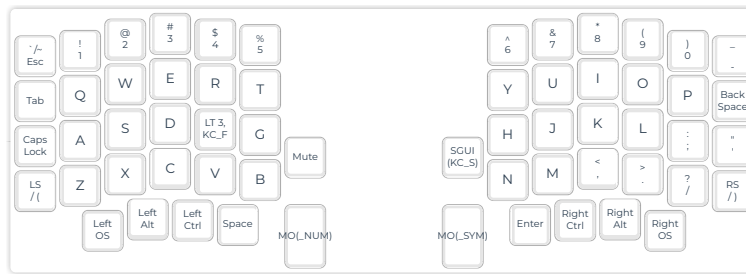 `/~
Esc
!
1
@
2
#
3
$
4
%
5
^
6
&
7
*
8
(
9
)
0
_
-
Tab
Q
W
E
R
T
Y
U
I
O
P
Back
Space
Caps
Lock
A
S
D
LT 3,
KC_F
G
Mute
SGUI
(KC_S)
H
J
K
L
:
;
"
'
LS
/ (
Z
X
C
V
B
N
M
<
,
>
.
?
/
RS
/ )
Left
OS
Left
Alt
Left
Ctrl
Space
MO(_NUM)
MO(_SYM)
Enter
Right
Ctrl
Right
Alt
Right
OS